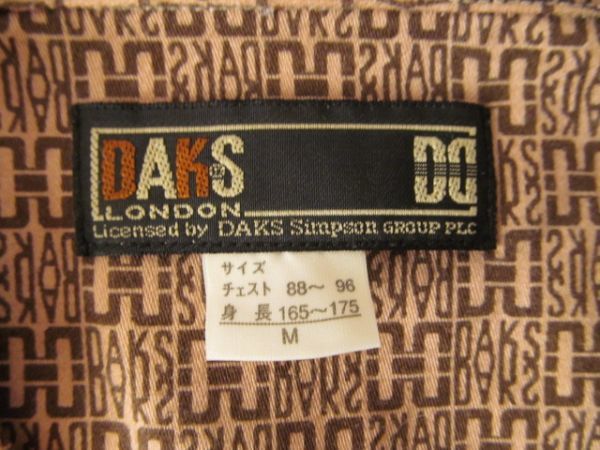 DAKS DD
LONDON
Licensed by DAKS Simpson GROUP PLC
サイズ
チェスト 88〜 96
身 長 165〜175
M